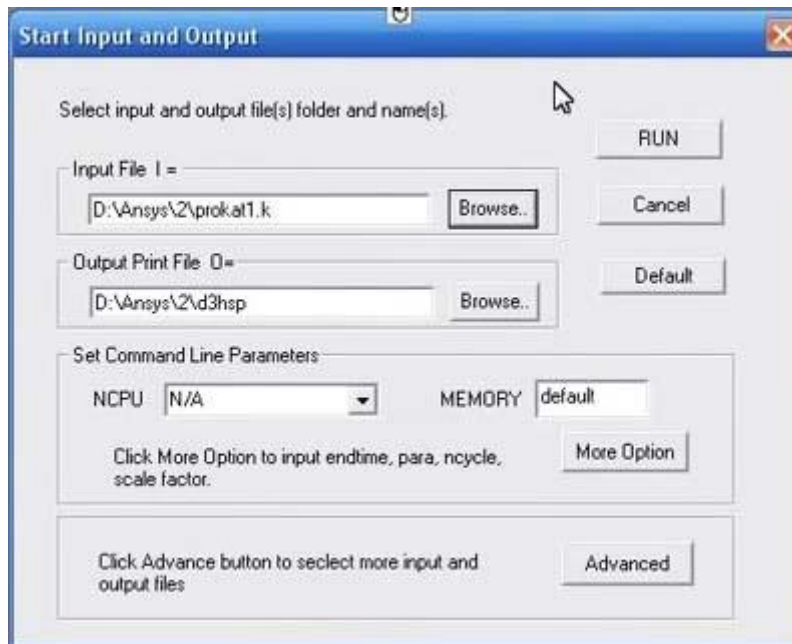 Start Input and Output
Select input and output file(s) folder and name(s).
RUN
Input File I =
D:\Ansys\2\prokat1.k
Browse..
Cancel
Output Print File O=
Default
D:\Ansys\2\d3hsp
Browse..
Set Command Line Parameters
NCPU N/A MEMORY default
Click More Option to input endtime, para, ncycle,
scale factor.
More Option
Click Advance button to seclect more input and
output files
Advanced